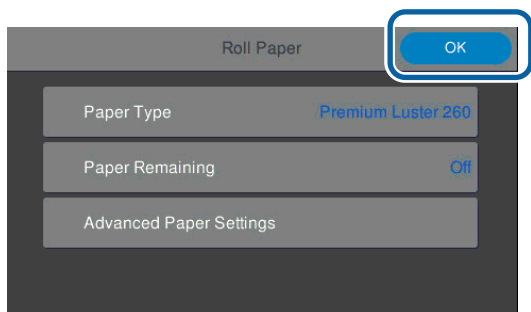 Roll Paper OK
Paper Type Premium Luster 260
Paper Remaining Off
Advanced Paper Settings